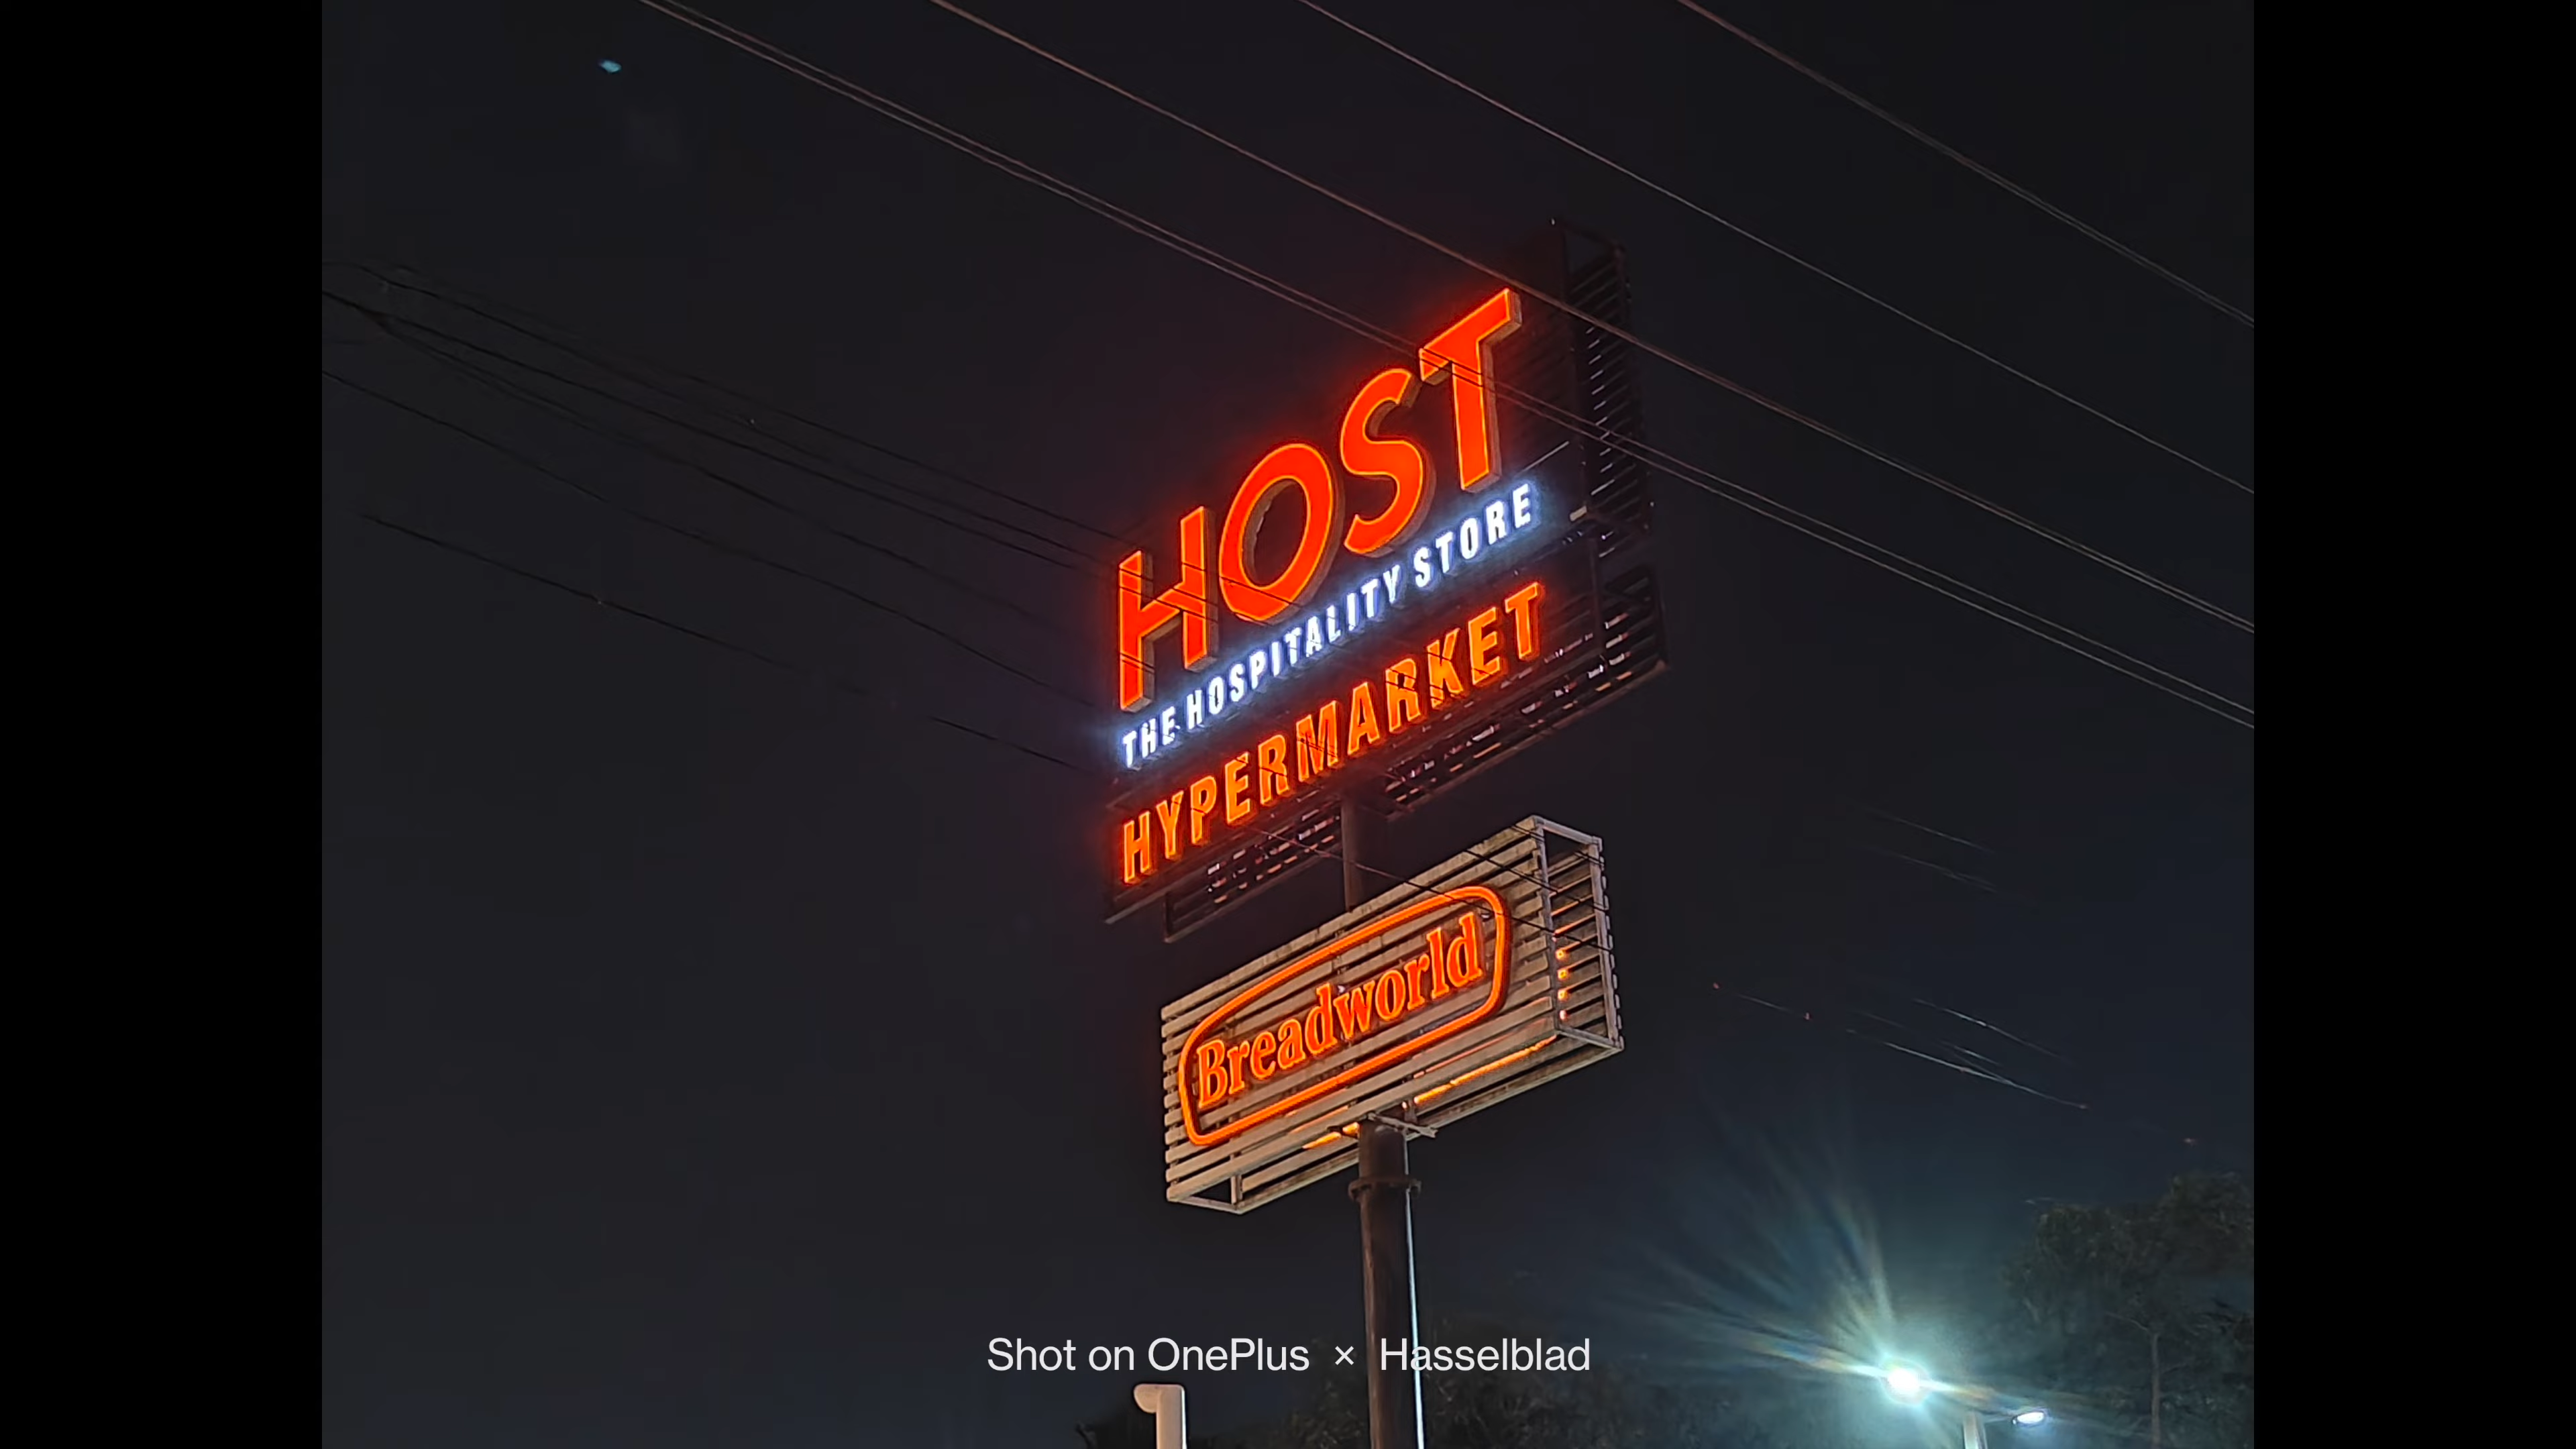 HOST
THE HOSPITALITY STORE
HYPERMARKET
Breadworld
Shot on OnePlus × Hasselblad